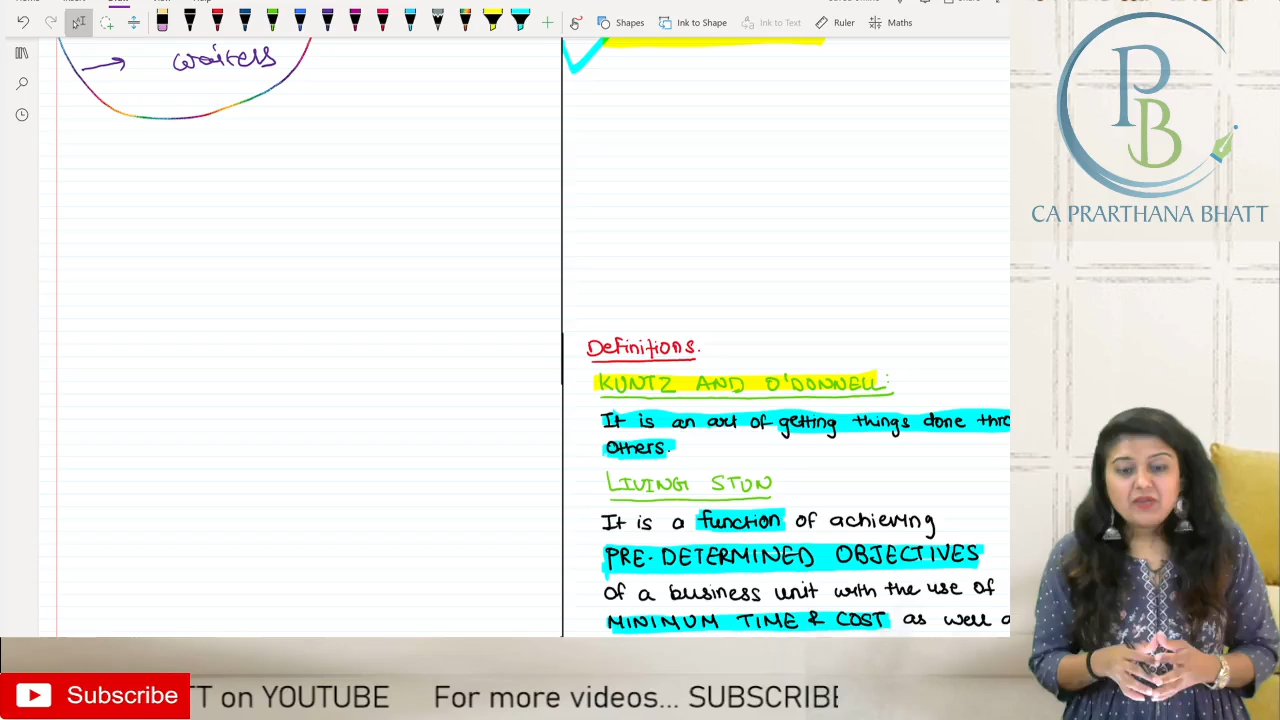 Shapes
Ink to Shape
Ink to Text
Ruler
Maths
waiters
Definitions.
KUNTZ AND O'DONNELL:
It is an art of getting things done thro
others.
LIVING STON
It is a function of achieving
PRE-DETERMINED OBJECTIVES
of a business unit with the use of
MINIMUM TIME & COST as well a
PB
CA PRARTHANA BHATT
Subscribe
TT on YOUTUBE For more videos... SUBSCRIBE